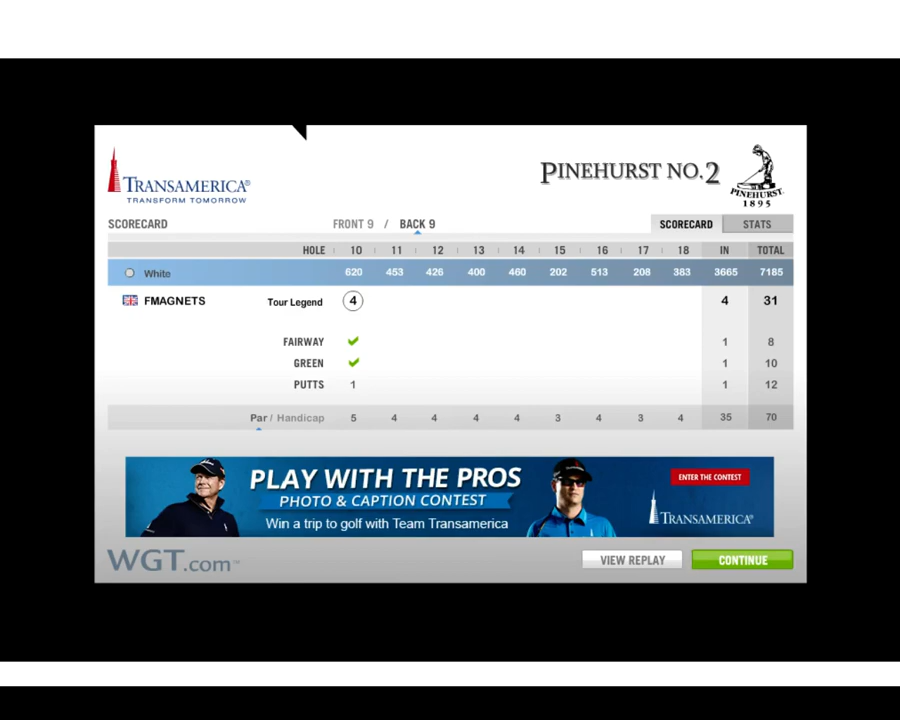 TRANSAMERICA®
TRANSFORM TOMORROW
PINEHURST NO.2
PINEHURST
1895
SCORECARD FRONT 9 / BACK 9 SCORECARD STATS
HOLE 10 11 12 13 14 15 16 17 18 IN TOTAL
White 620 453 426 400 460 202 513 208 383 3665 7185
FMAGNETS Tour Legend 4 4 31
FAIRWAY 1 8
GREEN 1 10
PUTTS 1 1 12
Par / Handicap 5 4 4 4 4 3 4 3 4 35 70
PLAY WITH THE PROS
PHOTO & CAPTION CONTEST
Win a trip to golf with Team Transamerica
ENTER THE CONTEST
TRANSAMERICA®
WGT.com™
VIEW REPLAY CONTINUE